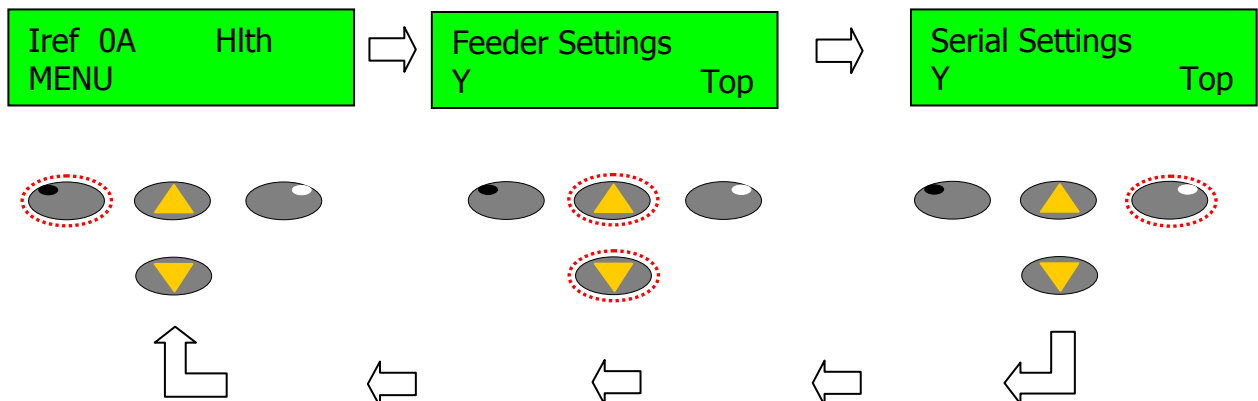 Iref 0A Hlth
MENU
Feeder Settings
Y Top
Serial Settings
Y Top